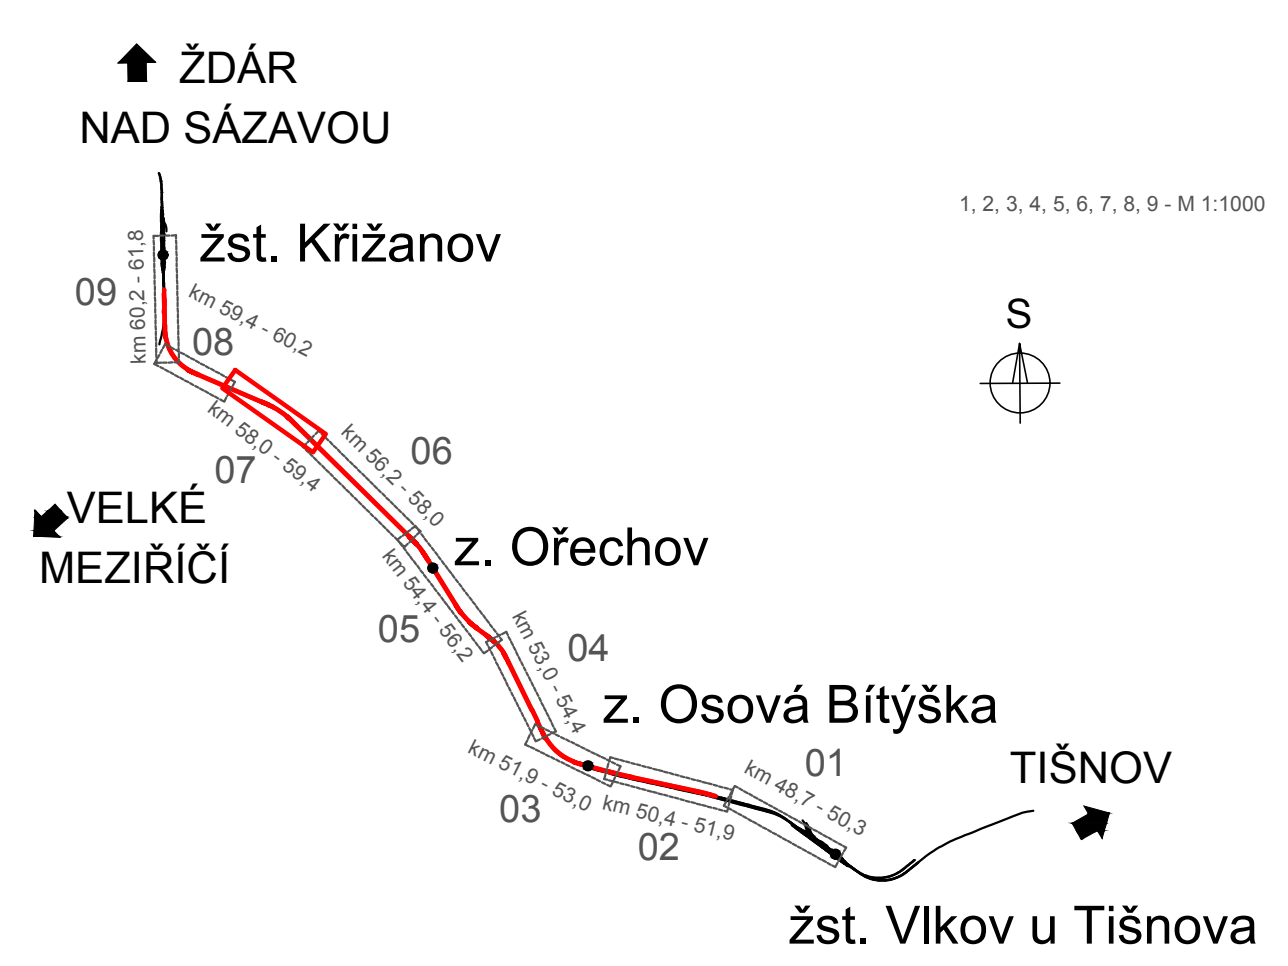 ŽDÁR
NAD SÁZAVOU
1, 2, 3, 4, 5, 6, 7, 8, 9 - M 1:1000
žst. Křižanov
09
km 60,2 - 61,8
km 59,4 - 60,2
08
S
km 58,0 - 59,4
07
km 56,2 - 58,0
06
VELKÉ
MEZIŘÍČÍ
z. Ořechov
km 54,4 - 56,2
05
km 53,0 - 54,4
04
z. Osová Bítýška
km 51,9 - 53,0
03
km 50,4 - 51,9
02
km 48,7 - 50,3
01
TIŠNOV
žst. Vlkov u Tišnova